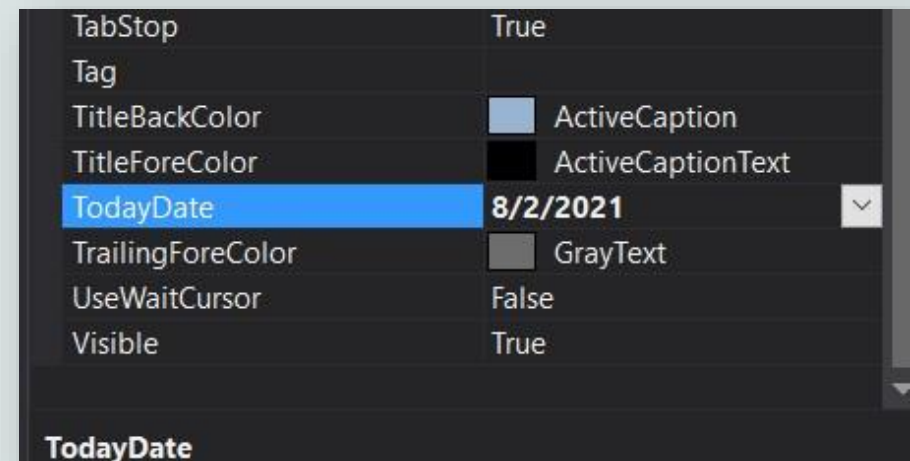 TabStop True
Tag
TitleBackColor ActiveCaption
TitleForeColor ActiveCaptionText
TodayDate 8/2/2021
TrailingForeColor GrayText
UseWaitCursor False
Visible True
TodayDate